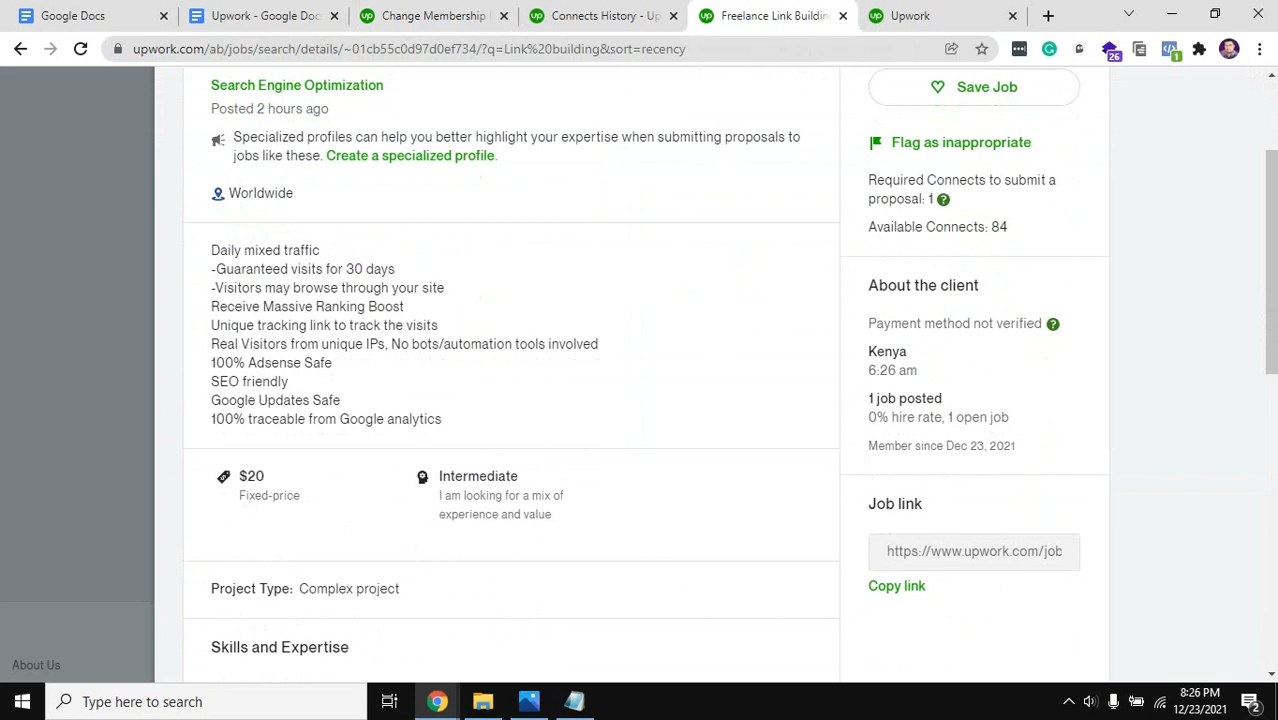 Google Docs
Upwork - Google Docs
Change Membership
Connects History - Up
Freelance Link Building
Upwork
upwork.com/ab/jobs/search/details/~01cb55c0d97d0ef734/?q=Link%20building&sort=recency
26
1
Search Engine Optimization
Posted 2 hours ago
Specialized profiles can help you better highlight your expertise when submitting proposals to
jobs like these. Create a specialized profile.
Worldwide
Daily mixed traffic
-Guaranteed visits for 30 days
-Visitors may browse through your site
Receive Massive Ranking Boost
Unique tracking link to track the visits
Real Visitors from unique IPs, No bots/automation tools involved
100% Adsense Safe
SEO friendly
Google Updates Safe
100% traceable from Google analytics
$20
Fixed-price
Intermediate
I am looking for a mix of
experience and value
Project Type: Complex project
Skills and Expertise
Save Job
Flag as inappropriate
Required Connects to submit a
proposal: 1
Available Connects: 84
About the client
Payment method not verified
Kenya
6:26 am
1 job posted
0% hire rate, 1 open job
Member since Dec 23, 2021
Job link
https://www.upwork.com/job
Copy link
About Us
Type here to search
8:26 PM
12/23/2021
2